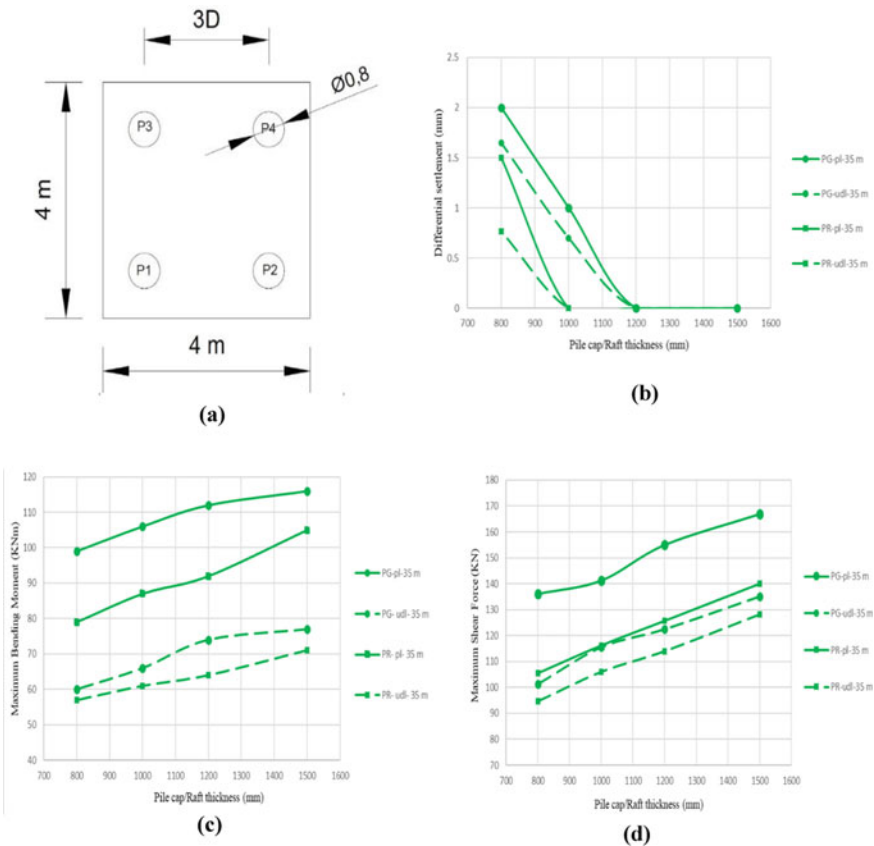 3D
Ø0,8
P3
P4
4 m
P1
P2
4 m
(a)
2.5
2
1.5
1
0.5
0
Differential settlement (mm)
700 800 900 1000 1100 1200 1300 1400 1500 1600
Pile cap/Raft thickness (mm)
PG-pl-35 m
PG-udl-35 m
PR-pl-35 m
PR-udl-35 m
(b)
120
110
100
90
80
70
60
50
40
Maximum Bending Moment (KNm)
700 800 900 1000 1100 1200 1300 1400 1500 1600
Pile cap/Raft thickness (mm)
PG-pl-35 m
PG- udl- 35 m
PR- pl- 35 m
PR- udl- 35 m
(c)
180
170
160
150
140
130
120
110
100
90
80
70
Maximum Shear Force (KN)
700 800 900 1000 1100 1200 1300 1400 1500 1600
Pile cap/Raft thickness (mm)
PG-pl-35 m
PG-udl-35 m
PR-pl-35 m
PR-udl-35 m
(d)